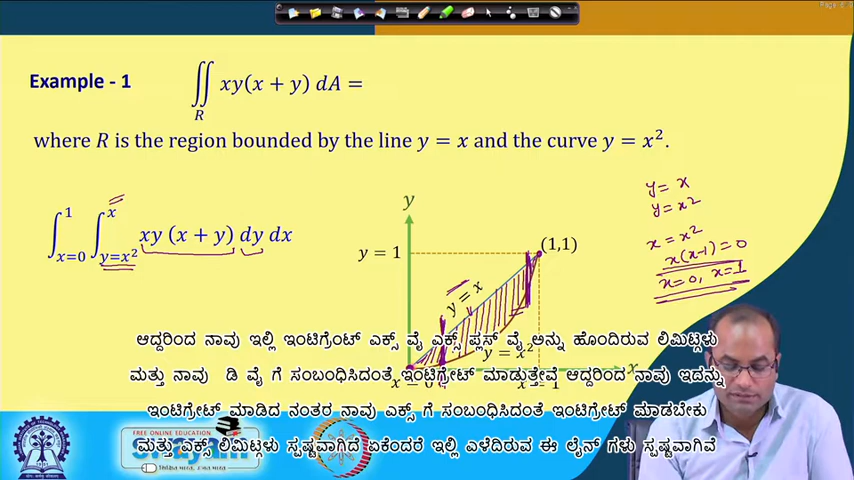 Example - 1
∬_R xy(x + y) dA =
where R is the region bounded by the line y = x and the curve y = x².
y = x
y = x²
x = x²
x(x-1) = 0
x = 0, x = 1
∫_{x=0}^{1} ∫_{y=x²}^{x} xy (x + y) dy dx
y
y = 1
(1,1)
y = x
y = x²
x
ಆದ್ದರಿಂದ ನಾವು ಇಲ್ಲಿ ಇಂಟಿಗ್ರೆಂಟ್ ಎಕ್ಸ್ ವೈ ಎಕ್ಸ್ ಪ್ಲಸ್ ವೈ ಅನ್ನು ಹೊಂದಿರುವ ಲಿಮಿಟ್ಗಳು
ಮತ್ತು ನಾವು ಡಿ ವೈ ಗೆ ಸಂಬಂಧಿಸಿದಂತೆ ಇಂಟಿಗ್ರೇಟ್ ಮಾಡುತ್ತೇವೆ ಆದ್ದರಿಂದ ನಾವು ಇದನ್ನು
ಇಂಟಿಗ್ರೇಟ್ ಮಾಡಿದ ನಂತರ ನಾವು ಎಕ್ಸ್ ಗೆ ಸಂಬಂಧಿಸಿದಂತೆ ಇಂಟಿಗ್ರೇಟ್ ಮಾಡಬೇಕು
ಮತ್ತು ಎಕ್ಸ್ ಲಿಮಿಟ್ಗಳು ಸ್ಪಷ್ಟವಾಗಿದೆ ಏಕೆಂದರೆ ಇಲ್ಲಿ ಎಳೆದಿರುವ ಈ ಲೈನ್ ಗಳು ಸ್ಪಷ್ಟವಾಗಿವೆ
FREE ONLINE EDUCATION
swayam